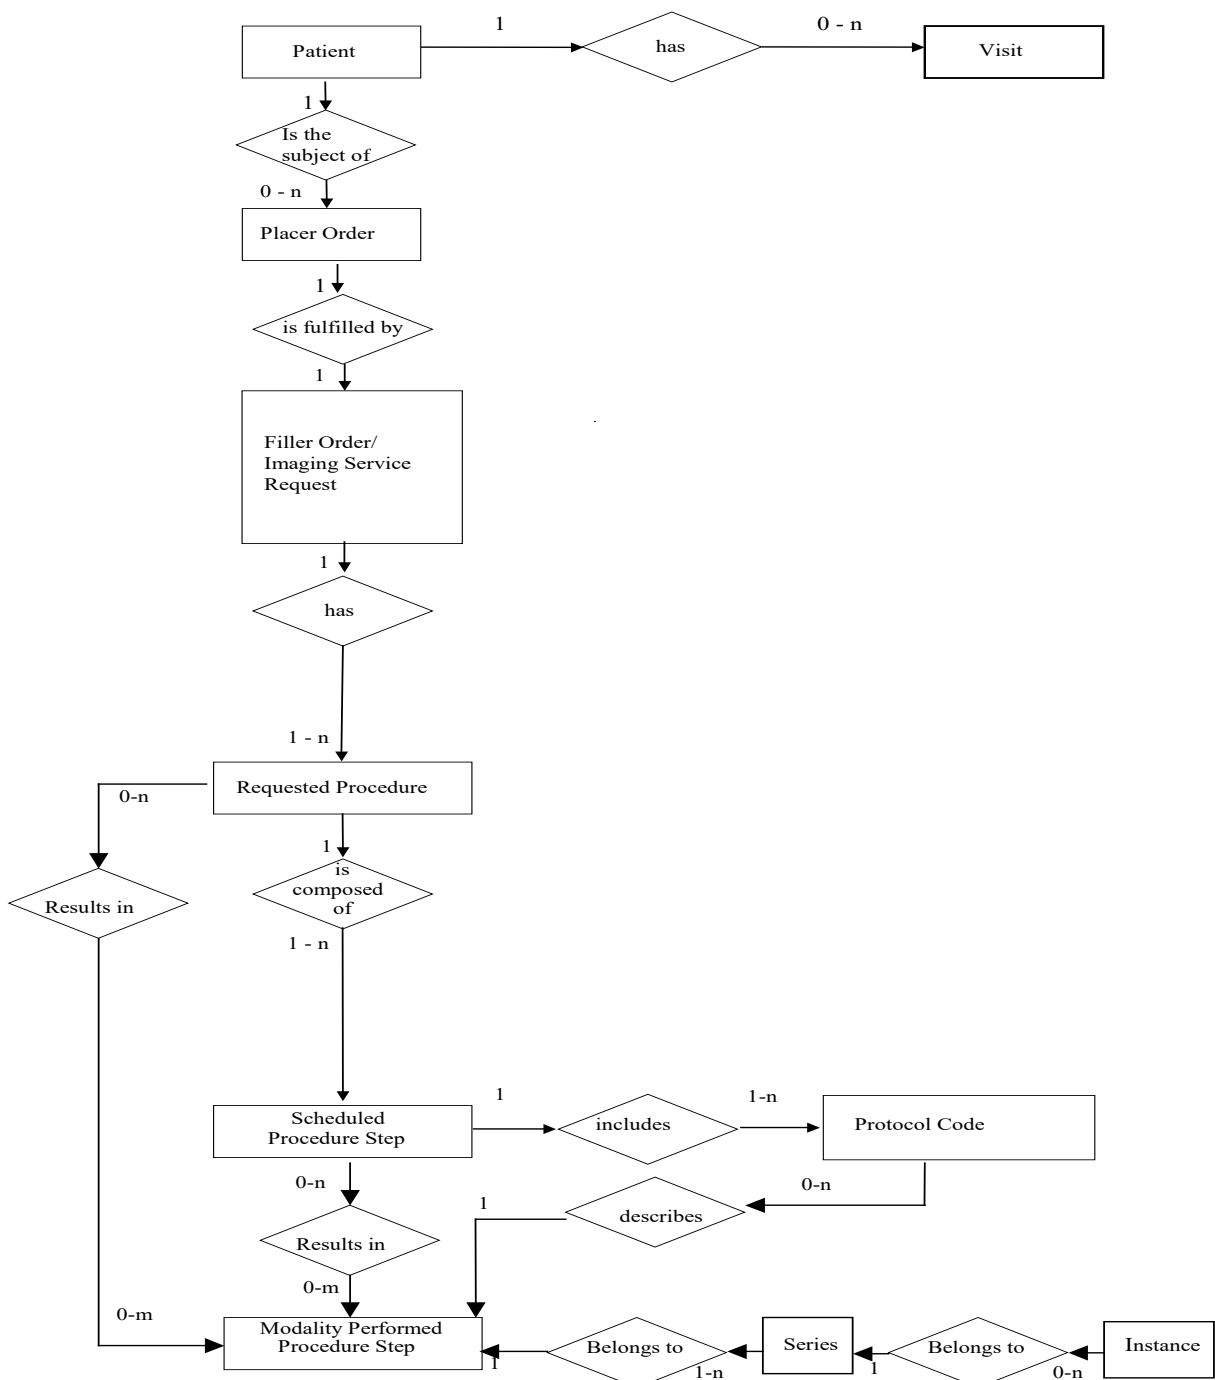 1
0 - n
Patient
has
Visit
1
Is the
subject of
0 - n
Placer Order
1
is fulfilled by
1
Filler Order/
Imaging Service
Request
1
has
1 - n
Requested Procedure
0-n
1
is
composed
of
Results in
1 - n
1
1-n
Scheduled
Procedure Step
includes
Protocol Code
0-n
0-n
1
describes
Results in
0-m
0-m
Modality Performed
Procedure Step
1
Belongs to
1-n
Series
1
Belongs to
0-n
Instance